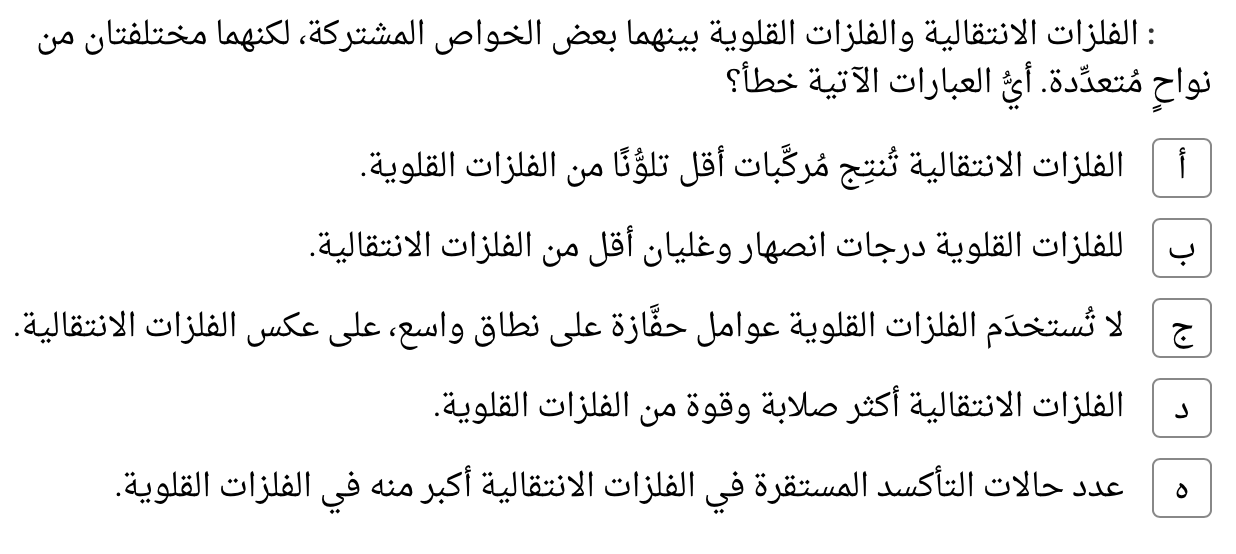 : الفلزات الانتقالية والفلزات القلوية بينهما بعض الخواص المشتركة، لكنهما مختلفتان من
نواحٍ مُتعدِّدة. أيُّ العبارات الآتية خطأ؟
أ الفلزات الانتقالية تُنتِج مُركَّبات أقل تلوُّنًا من الفلزات القلوية.
ب للفلزات القلوية درجات انصهار وغليان أقل من الفلزات الانتقالية.
ج لا تُستخدَم الفلزات القلوية عوامل حفَّازة على نطاق واسع، على عكس الفلزات الانتقالية.
د الفلزات الانتقالية أكثر صلابة وقوة من الفلزات القلوية.
ه عدد حالات التأكسد المستقرة في الفلزات الانتقالية أكبر منه في الفلزات القلوية.